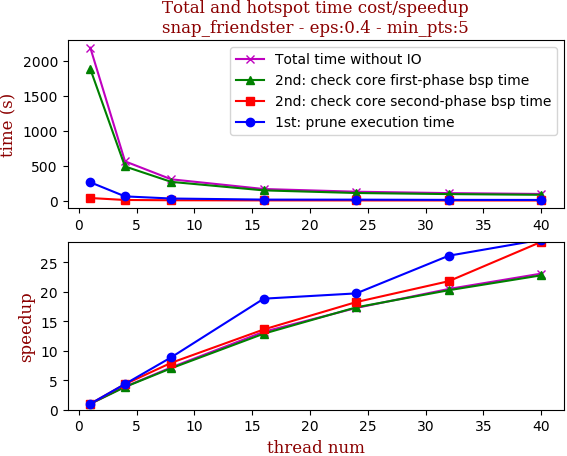 Total and hotspot time cost/speedup
snap_friendster - eps:0.4 - min_pts:5
time (s)
2000
1500
1000
500
0
Total time without IO
2nd: check core first-phase bsp time
2nd: check core second-phase bsp time
1st: prune execution time
0 5 10 15 20 25 30 35 40
speedup
25
20
15
10
5
0
0 5 10 15 20 25 30 35 40
thread num